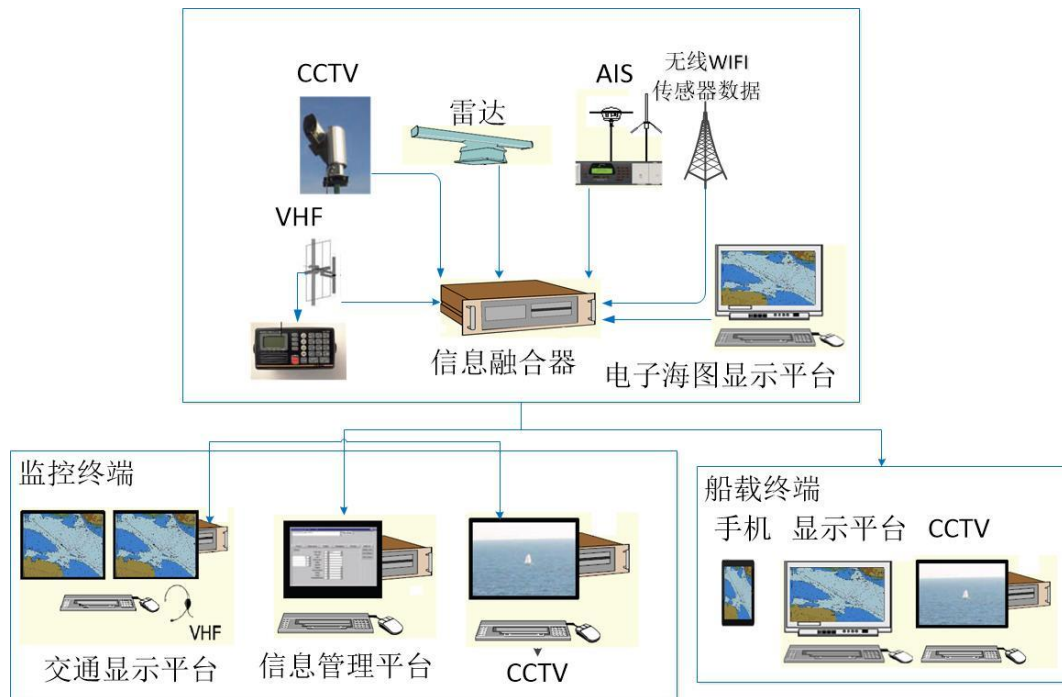 CCTV
雷达
AIS
无线WIFI
传感器数据
VHF
信息融合器
电子海图显示平台
监控终端
VHF
交通显示平台
信息管理平台
CCTV
船载终端
手机
显示平台
CCTV